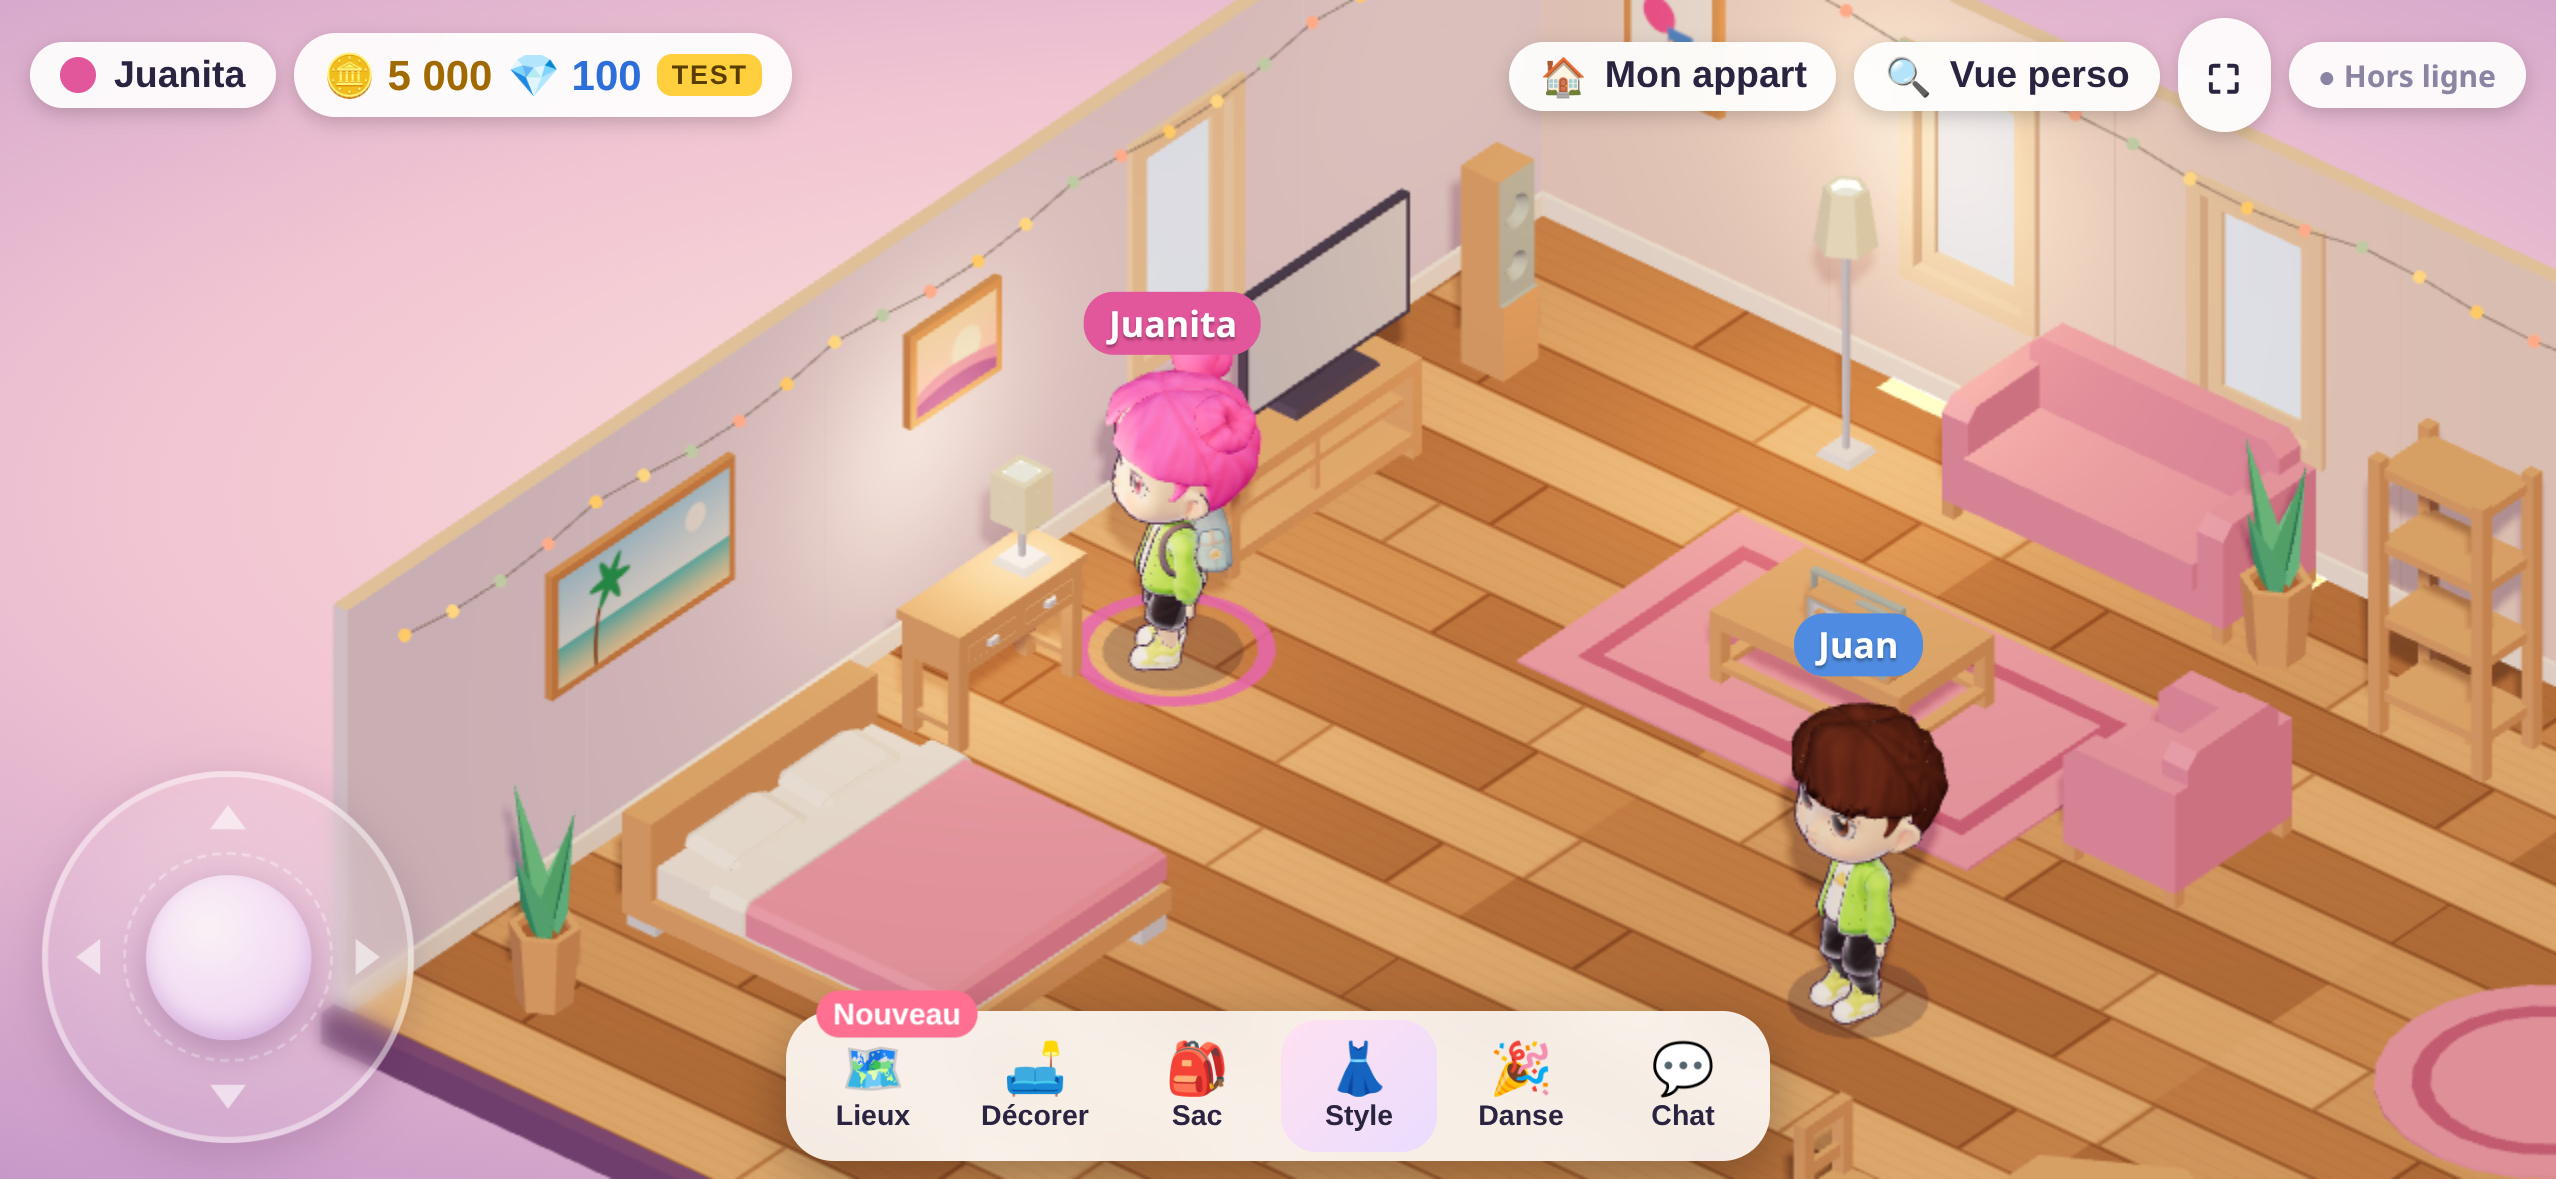 Juanita
5 000
100
TEST
Mon appart
Vue perso
Hors ligne
Juanita
Juan
Nouveau
Lieux
Décorer
Sac
Style
Danse
Chat